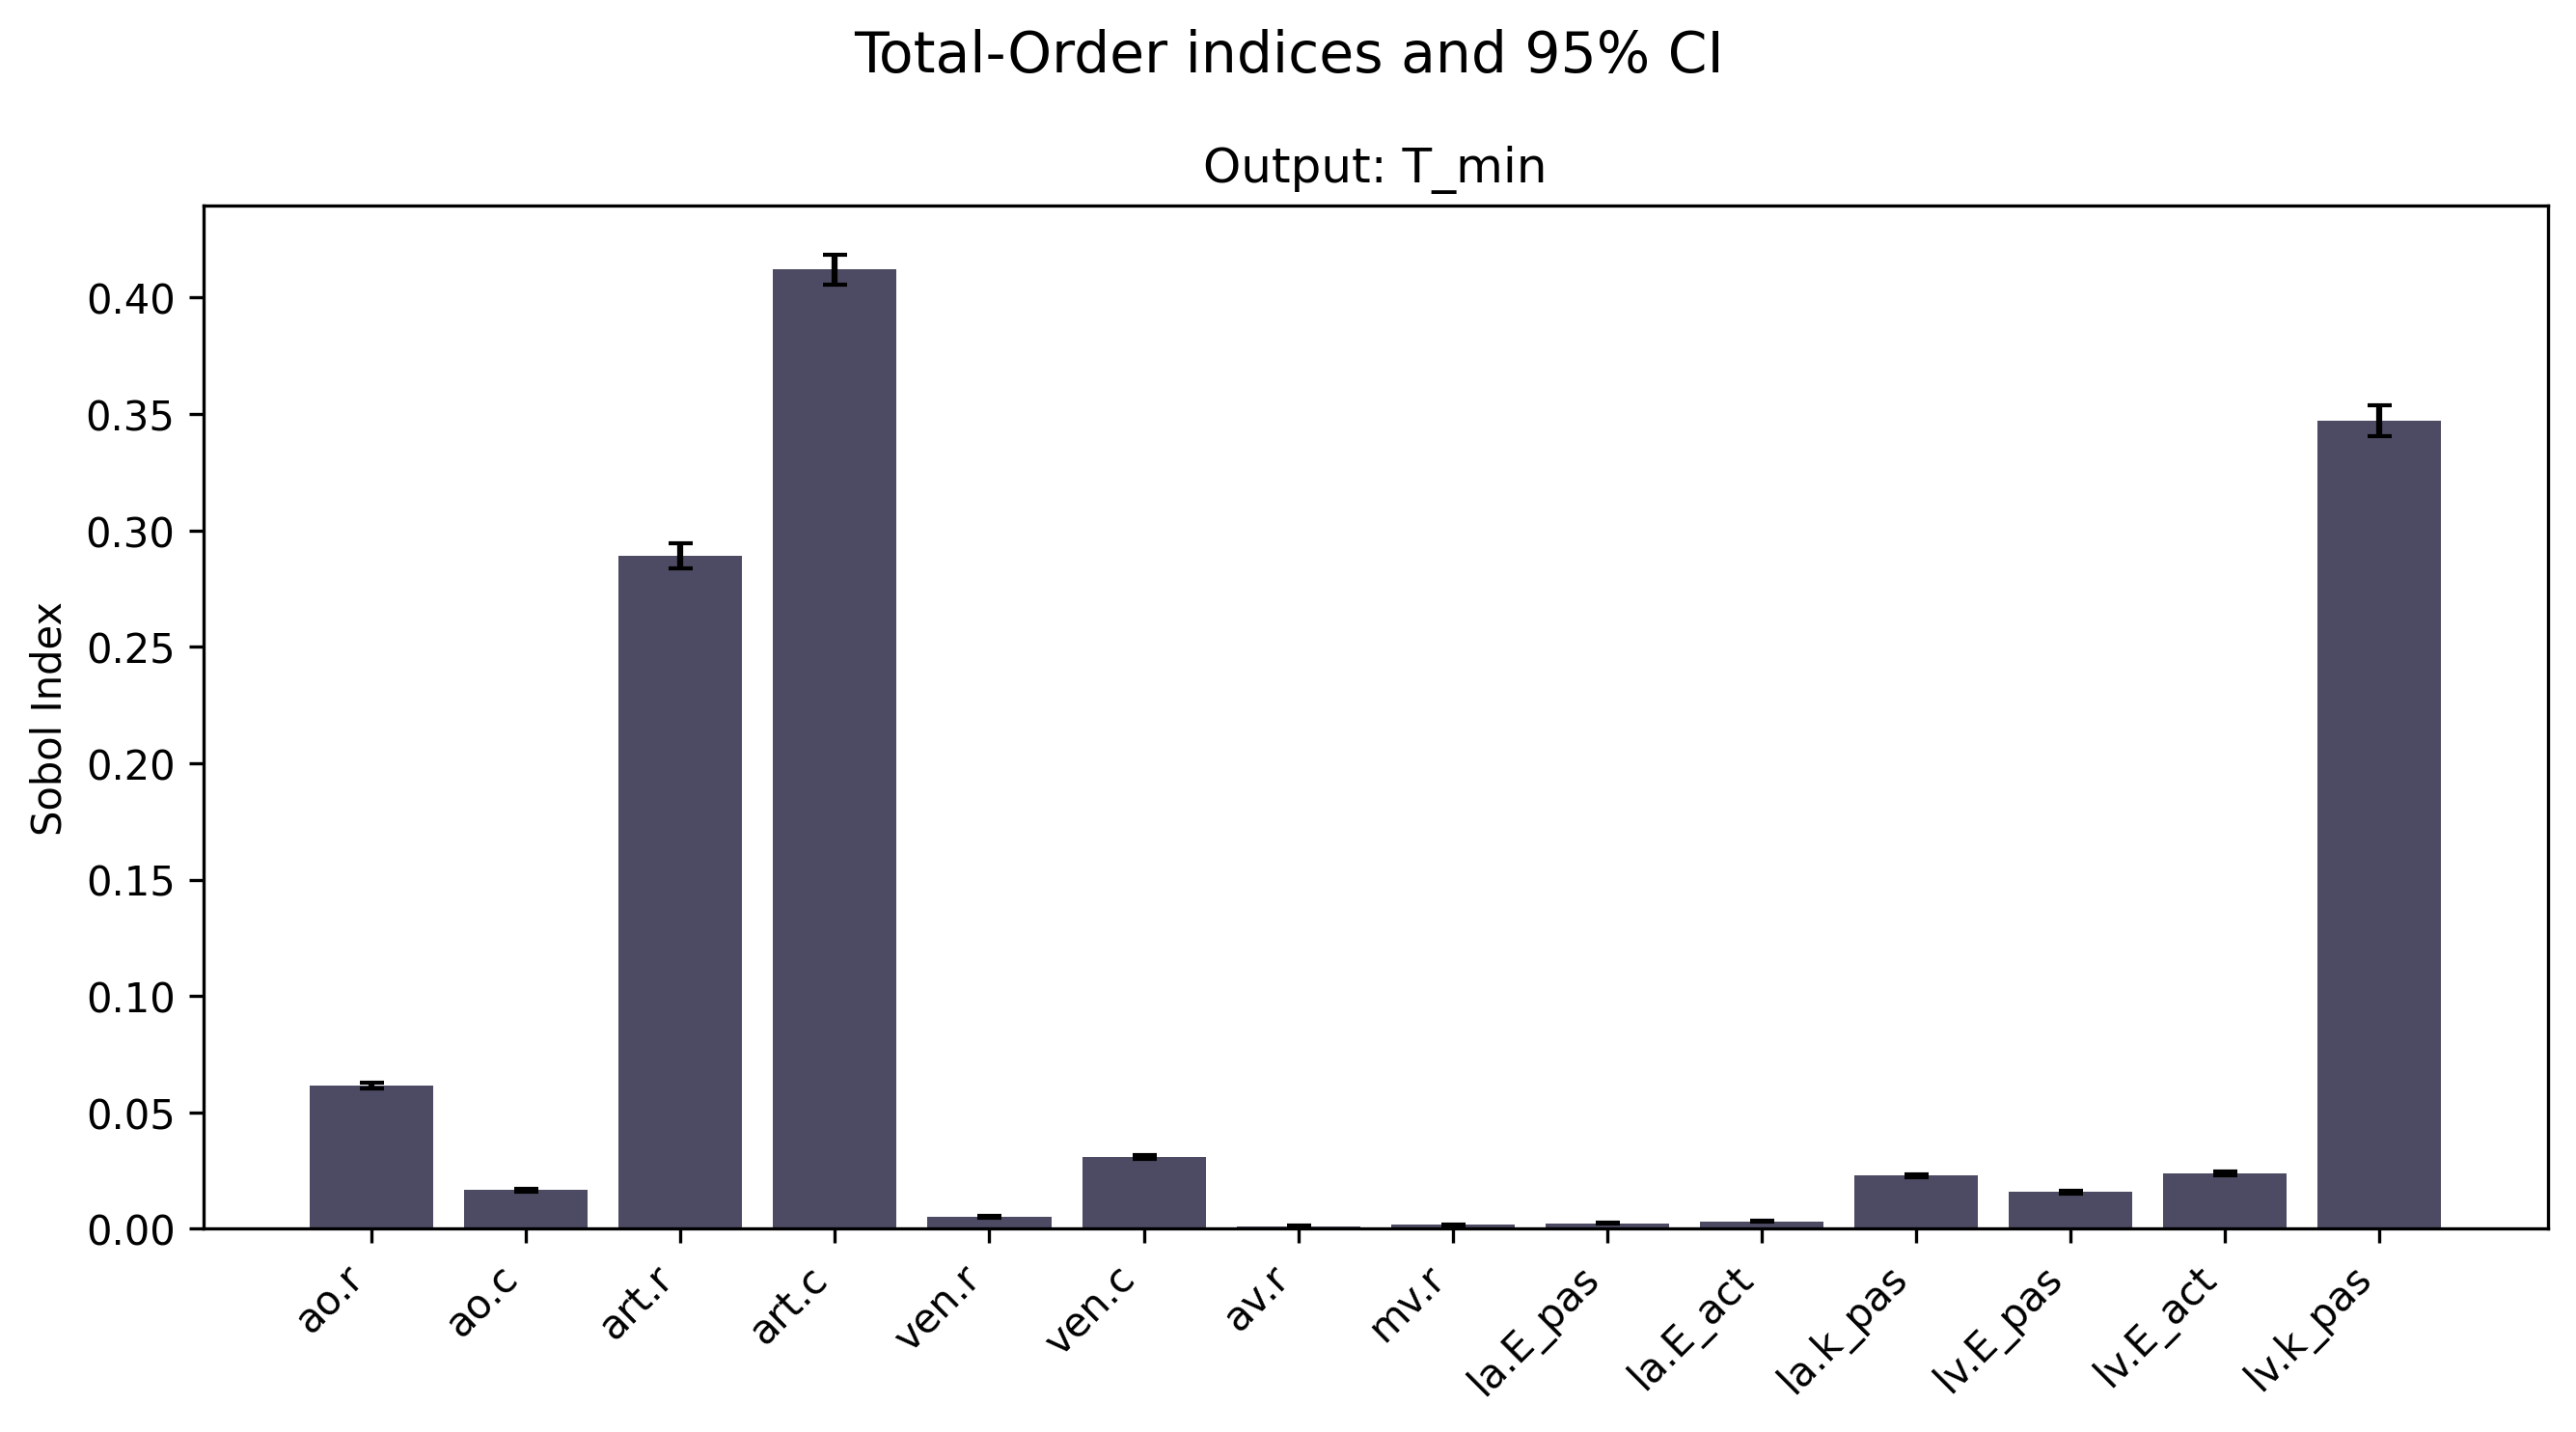 Total-Order indices and 95% CI
Output: T_min
Sobol Index
0.40
0.35
0.30
0.25
0.20
0.15
0.10
0.05
0.00
ao.r
ao.c
art.r
art.c
ven.r
ven.c
av.r
mv.r
la.E_pas
la.E_act
la.k_pas
lv.E_pas
lv.E_act
lv.k_pas